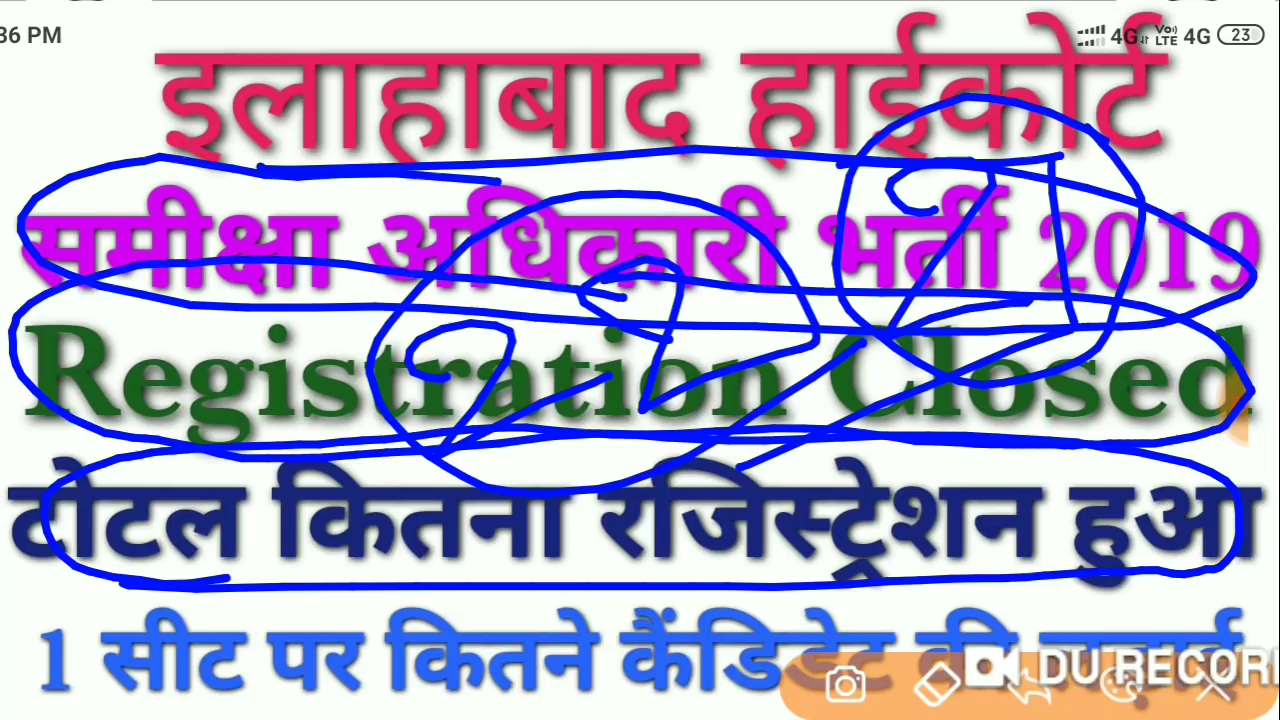 36 PM 4G VoLTE 4G 23
इलाहाबाद हाईकोर्ट
समीक्षा अधिकारी भर्ती 2019
Registration Closed
टोटल कितना रजिस्ट्रेशन हुआ
1 सीट पर कितने कैंडिडेट की
DU RECOR